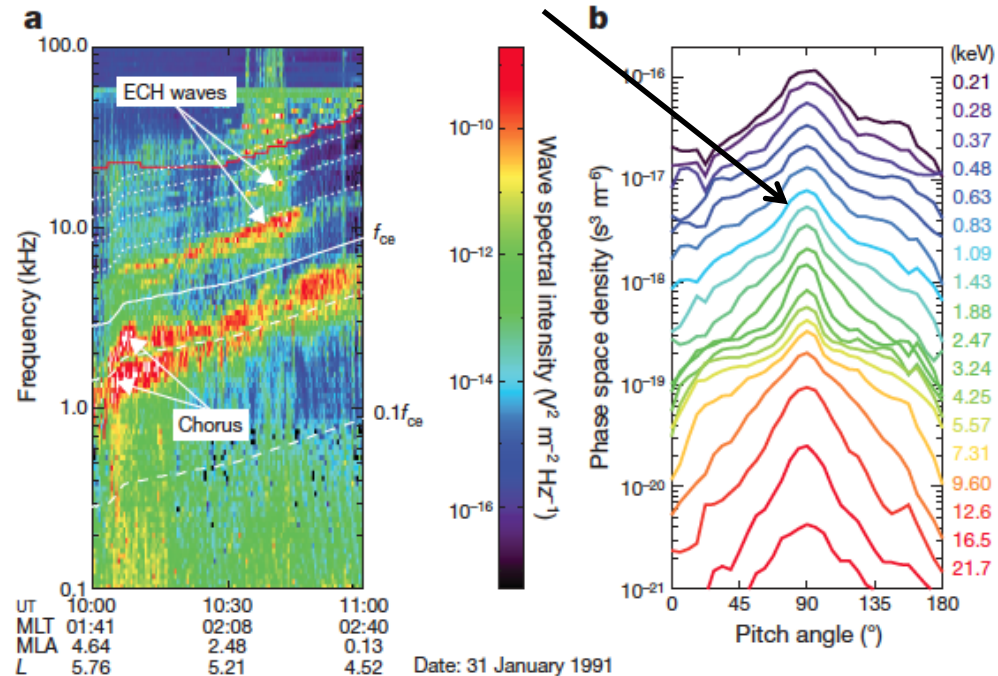 a
b
100.0
10.0
1.0
0.1
Frequency (kHz)
ECH waves
Chorus
fce
0.1fce
UT 10:00 10:30 11:00
MLT 01:41 02:08 02:40
MLA 4.64 2.48 0.13
L 5.76 5.21 4.52
Date: 31 January 1991
10⁻¹⁰
10⁻¹²
10⁻¹⁴
10⁻¹⁶
Wave spectral intensity (V² m⁻² Hz⁻¹)
Phase space density (s³ m⁻⁶)
10⁻¹⁶
10⁻¹⁷
10⁻¹⁸
10⁻¹⁹
10⁻²⁰
10⁻²¹
0 45 90 135 180
Pitch angle (°)
(keV)
0.21
0.28
0.37
0.48
0.63
0.83
1.09
1.43
1.88
2.47
3.24
4.25
5.57
7.31
9.60
12.6
16.5
21.7